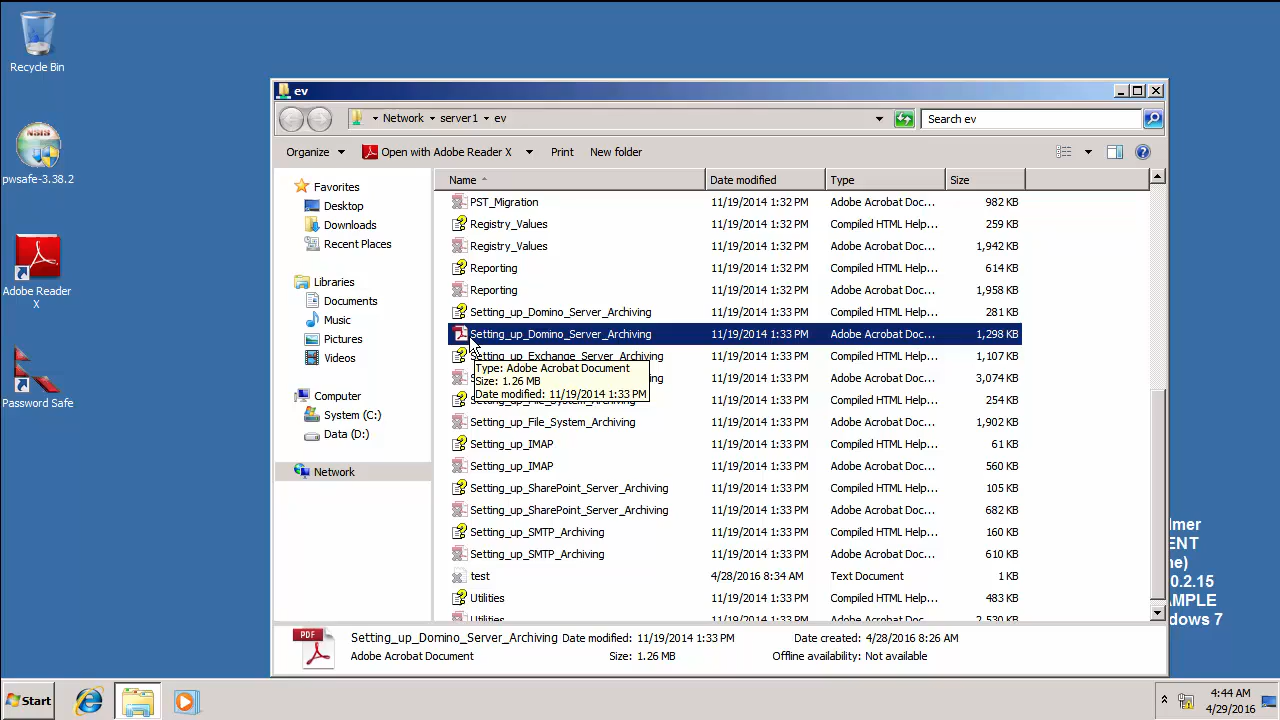 Recycle Bin
pwsafe-3.38.2
Adobe Reader
X
Password Safe
ev
Network server1 ev
Search ev
Organize Open with Adobe Reader X Print New folder
Favorites
Desktop
Downloads
Recent Places
Libraries
Documents
Music
Pictures
Videos
Computer
System (C:)
Data (D:)
Network
Name Date modified Type Size
PST_Migration 11/19/2014 1:32 PM Adobe Acrobat Doc... 982 KB
Registry_Values 11/19/2014 1:32 PM Compiled HTML Help... 259 KB
Registry_Values 11/19/2014 1:32 PM Adobe Acrobat Doc... 1,942 KB
Reporting 11/19/2014 1:32 PM Compiled HTML Help... 614 KB
Reporting 11/19/2014 1:32 PM Adobe Acrobat Doc... 1,958 KB
Setting_up_Domino_Server_Archiving 11/19/2014 1:33 PM Compiled HTML Help... 281 KB
Setting_up_Domino_Server_Archiving 11/19/2014 1:33 PM Adobe Acrobat Doc... 1,298 KB
Setting_up_Exchange_Server_Archiving 11/19/2014 1:33 PM Compiled HTML Help... 1,107 KB
Type: Adobe Acrobat Document
Size: 1.26 MB
Date modified: 11/19/2014 1:33 PM
11/19/2014 1:33 PM Adobe Acrobat Doc... 3,074 KB
Setting_up_File_System_Archiving 11/19/2014 1:33 PM Compiled HTML Help... 254 KB
Setting_up_File_System_Archiving 11/19/2014 1:33 PM Adobe Acrobat Doc... 1,902 KB
Setting_up_IMAP 11/19/2014 1:33 PM Compiled HTML Help... 61 KB
Setting_up_IMAP 11/19/2014 1:33 PM Adobe Acrobat Doc... 560 KB
Setting_up_SharePoint_Server_Archiving 11/19/2014 1:33 PM Compiled HTML Help... 105 KB
Setting_up_SharePoint_Server_Archiving 11/19/2014 1:33 PM Adobe Acrobat Doc... 682 KB
Setting_up_SMTP_Archiving 11/19/2014 1:33 PM Compiled HTML Help... 160 KB
Setting_up_SMTP_Archiving 11/19/2014 1:33 PM Adobe Acrobat Doc... 610 KB
test 4/28/2016 8:34 AM Text Document 1 KB
Utilities 11/19/2014 1:33 PM Compiled HTML Help... 483 KB
Utilities 11/19/2014 1:33 PM Adobe Acrobat Doc... 2,530 KB
PDF
Setting_up_Domino_Server_Archiving Date modified: 11/19/2014 1:33 PM Date created: 4/28/2016 8:26 AM
Adobe Acrobat Document Size: 1.26 MB Offline availability: Not available
lmer
ENT
ne)
0.2.15
AMPLE
dows 7
Start
4:44 AM
4/29/2016